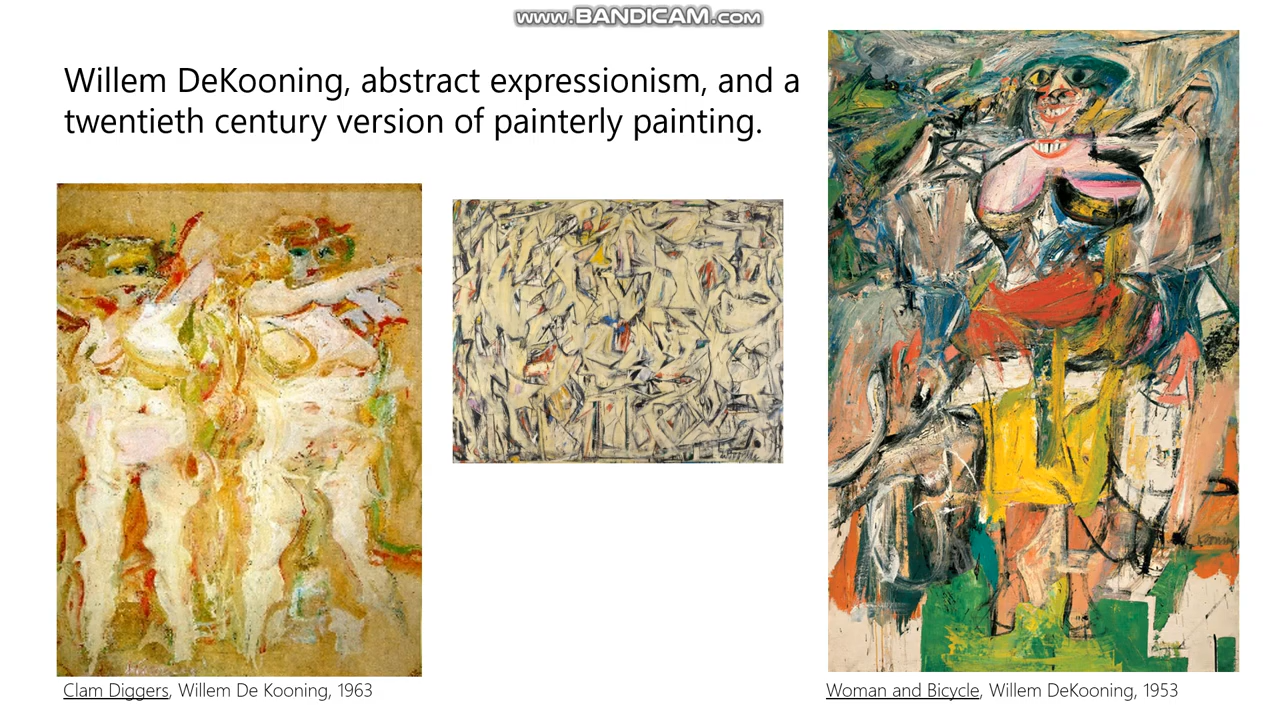 www.BANDICAM.com
Willem DeKooning, abstract expressionism, and a
twentieth century version of painterly painting.
Clam Diggers, Willem De Kooning, 1963
Woman and Bicycle, Willem DeKooning, 1953